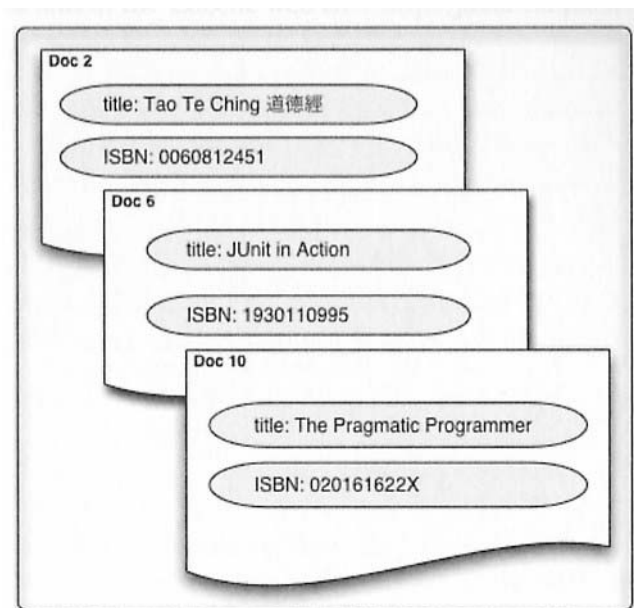 Doc 2
title: Tao Te Ching 道德經
ISBN: 0060812451
Doc 6
title: JUnit in Action
ISBN: 1930110995
Doc 10
title: The Pragmatic Programmer
ISBN: 020161622X